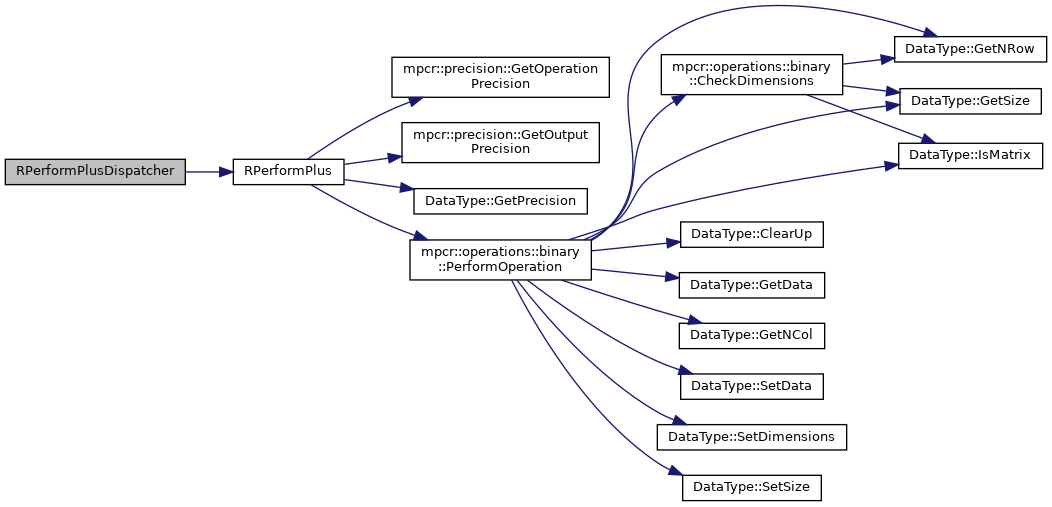 RPerformPlusDispatcher
RPerformPlus
mpcr::precision::GetOperation
Precision
mpcr::precision::GetOutput
Precision
DataType::GetPrecision
mpcr::operations::binary
::PerformOperation
mpcr::operations::binary
::CheckDimensions
DataType::GetNRow
DataType::GetSize
DataType::IsMatrix
DataType::ClearUp
DataType::GetData
DataType::GetNCol
DataType::SetData
DataType::SetDimensions
DataType::SetSize